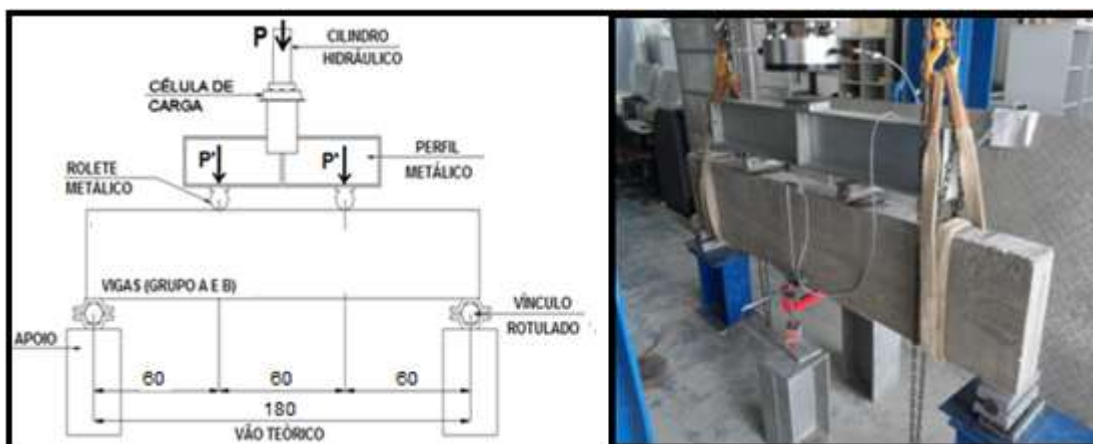 P
CILINDRO
HIDRÁULICO
CÉLULA DE
CARGA
P'
P'
PERFIL
METÁLICO
ROLETE
METÁLICO
VIGAS (GRUPO A E B)
VÍNCULO
ROTULADO
APOIO
60
60
60
180
VÃO TEÒRICO